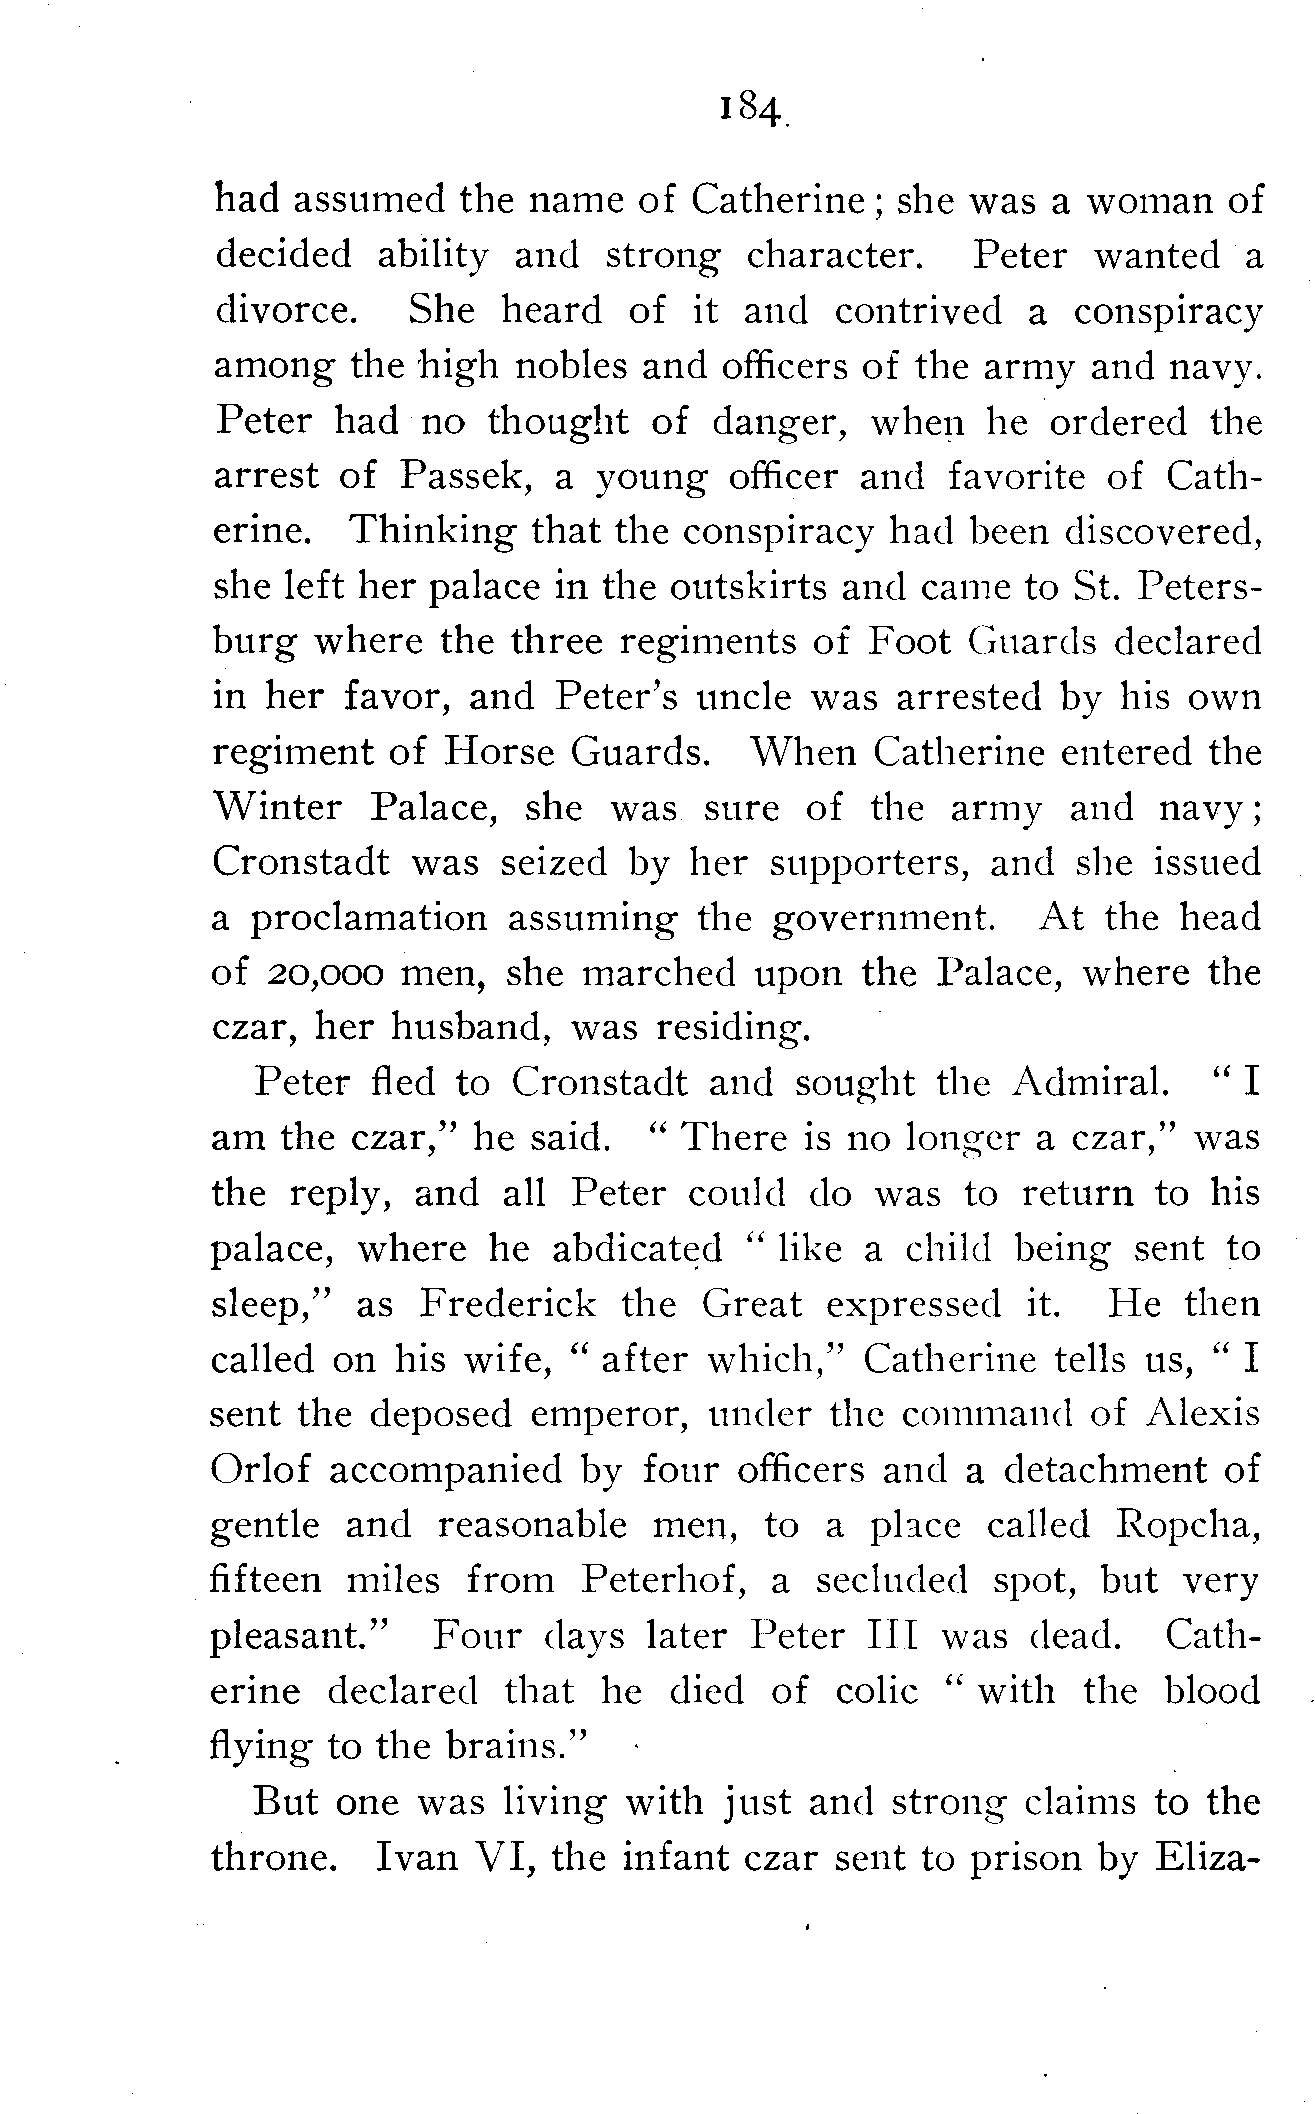 184.
had assumed the name of Catherine; she was a woman of
decided ability and strong character. Peter wanted a
divorce. She heard of it and contrived a conspiracy
among the high nobles and officers of the army and navy.
Peter had no thought of danger, when he ordered the
arrest of Passek, a young officer and favorite of Cath-
erine. Thinking that the conspiracy had been discovered,
she left her palace in the outskirts and came to St. Peters-
burg where the three regiments of Foot Guards declared
in her favor, and Peter's uncle was arrested by his own
regiment of Horse Guards. When Catherine entered the
Winter Palace, she was sure of the army and navy;
Cronstadt was seized by her supporters, and she issued
a proclamation assuming the government. At the head
of 20,000 men, she marched upon the Palace, where the
czar, her husband, was residing.
Peter fled to Cronstadt and sought the Admiral. " I
am the czar," he said. " There is no longer a czar," was
the reply, and all Peter could do was to return to his
palace, where he abdicated " like a child being sent to
sleep," as Frederick the Great expressed it. He then
called on his wife, " after which," Catherine tells us, " I
sent the deposed emperor, under the command of Alexis
Orlof accompanied by four officers and a detachment of
gentle and reasonable men, to a place called Ropcha,
fifteen miles from Peterhof, a secluded spot, but very
pleasant." Four days later Peter III was dead. Cath-
erine declared that he died of colic " with the blood
flying to the brains."
But one was living with just and strong claims to the
throne. Ivan VI, the infant czar sent to prison by Eliza-